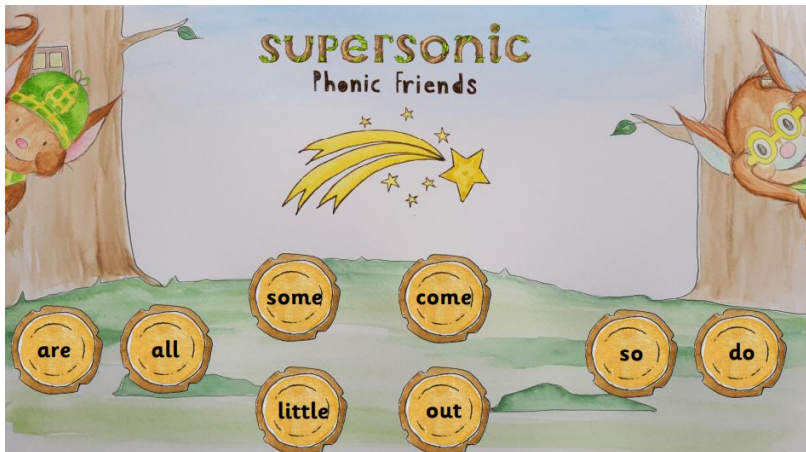 supersonic
Phonic Friends
some come
are all so do
little out